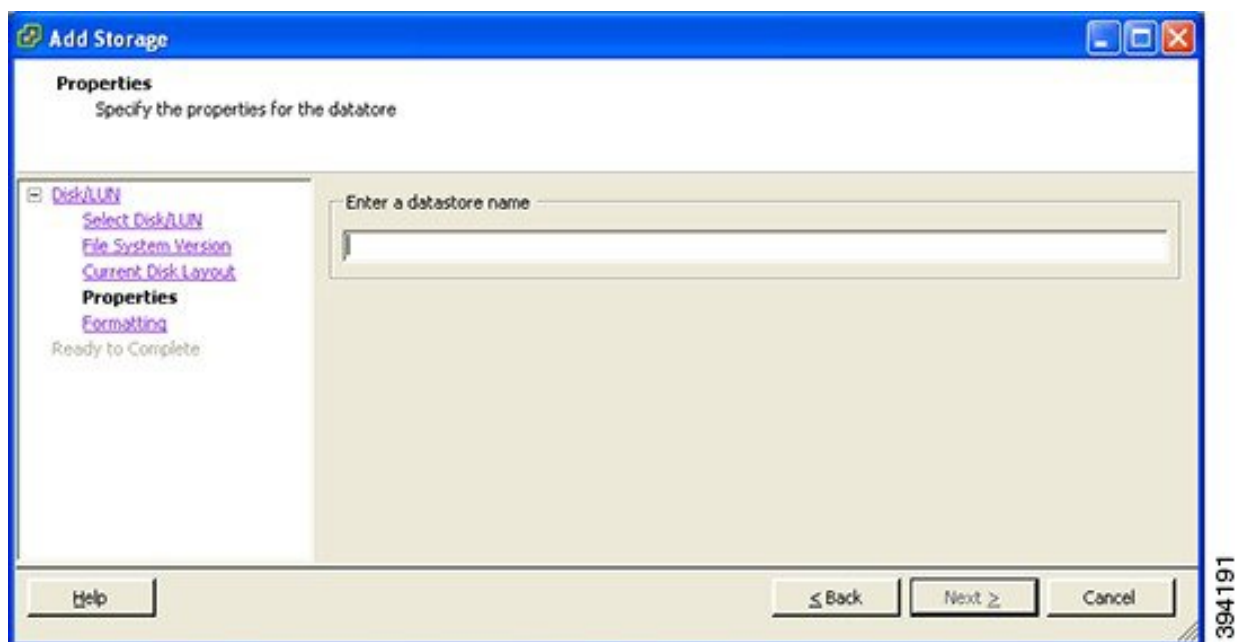 Add Storage
Properties
Specify the properties for the datatore
Disk/LUN
Select Disk/LUN
File System Version
Current Disk Layout
Properties
Formatting
Ready to Complete
Enter a datastore name
Help
≤ Back
Next ≥
Cancel
394191